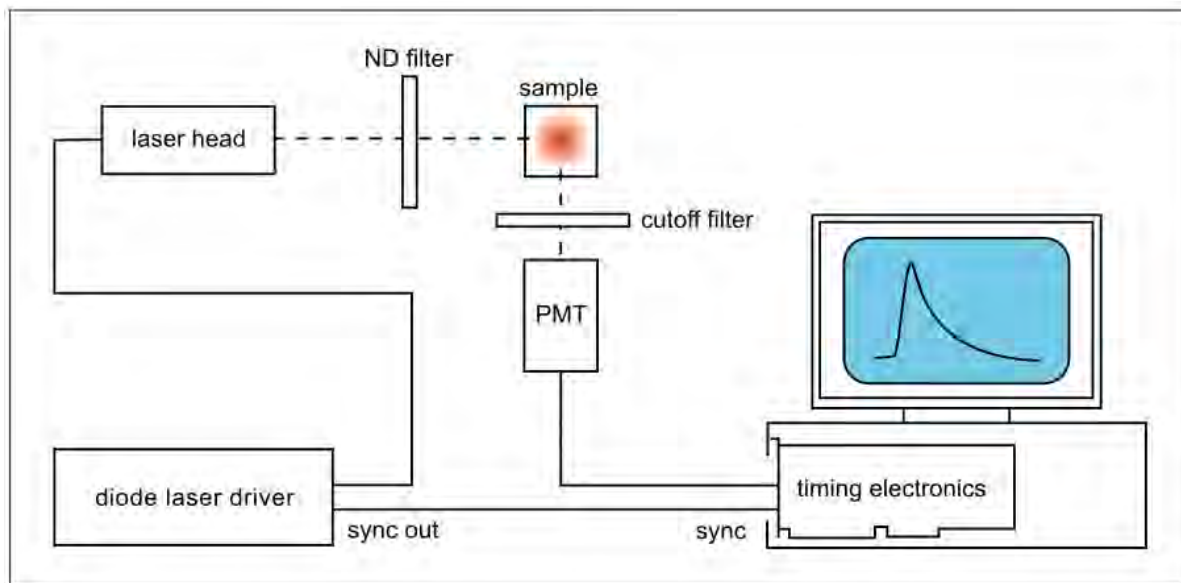 ND filter
sample
laser head
cutoff filter
PMT
diode laser driver
timing electronics
sync out
sync